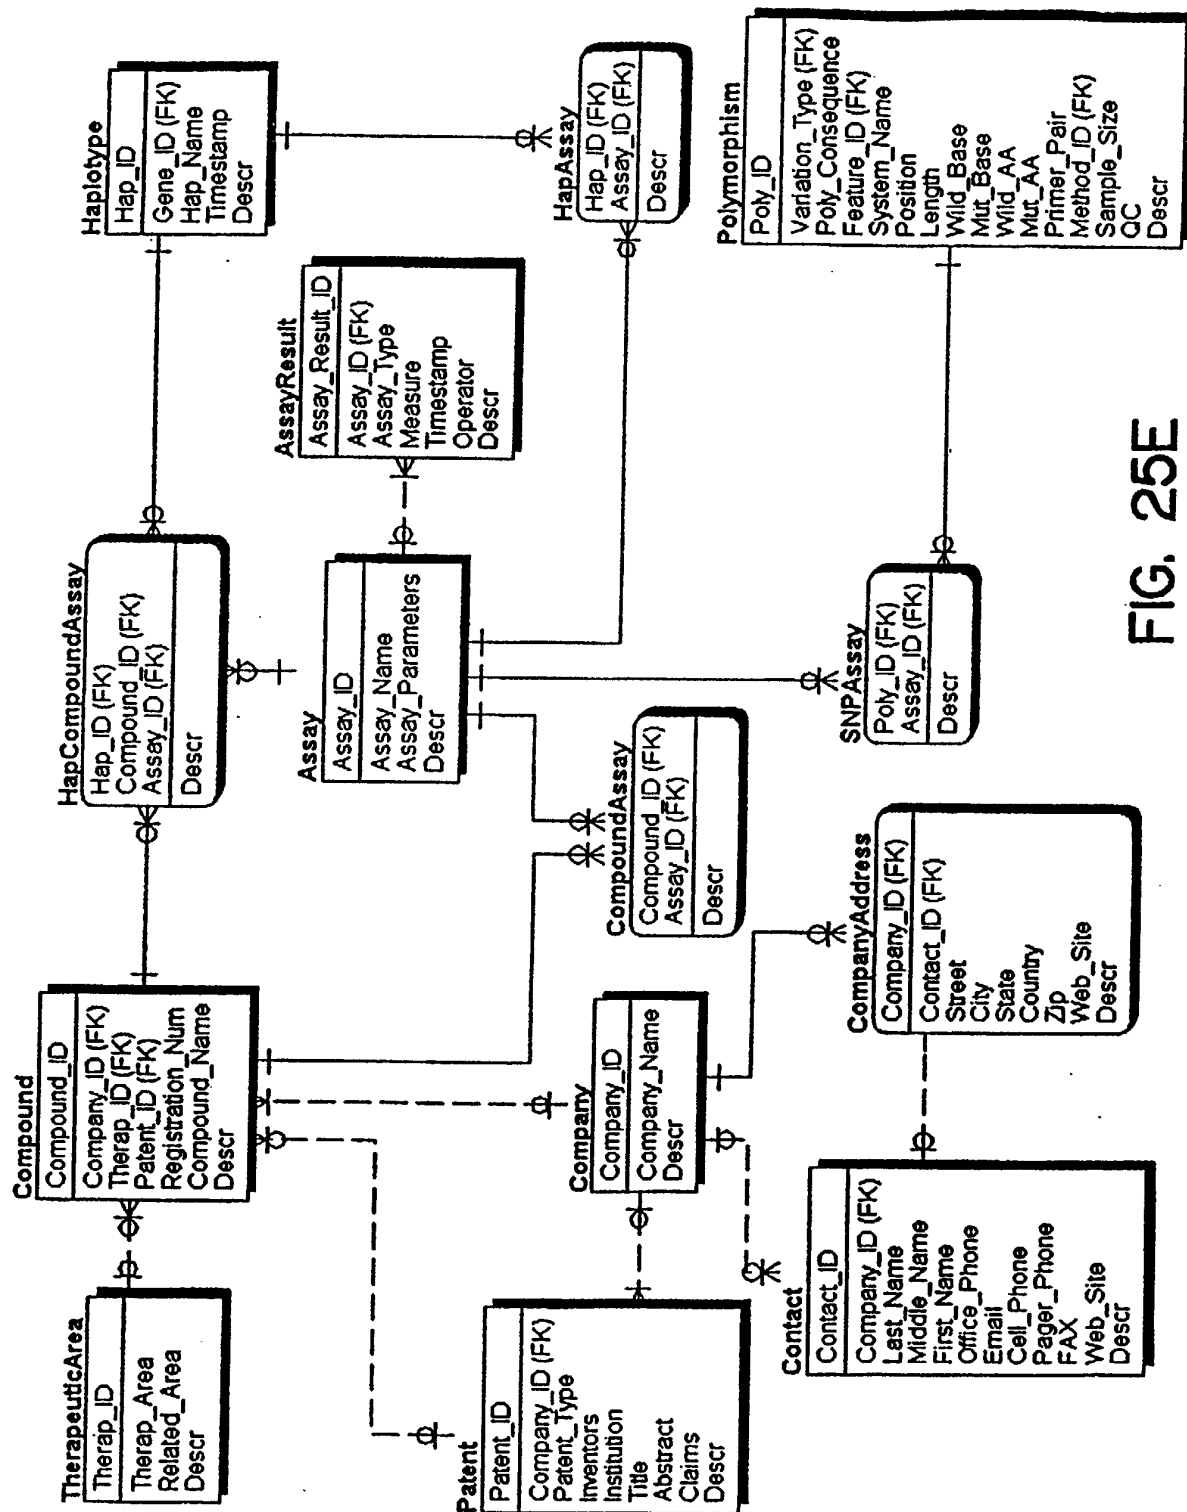 TherapeuticArea
Therap_ID
Therap_Area
Related_Area
Descr
Compound
Compound_ID
Company_ID (FK)
Therap_ID (FK)
Patent_ID (FK)
Registration_Num
Compound_Name
Descr
HapCompoundAssay
Hap_ID (FK)
Compound_ID (FK)
Assay_ID (FK)
Descr
Haplotype
Hap_ID
Gene_ID (FK)
Hap_Name
Timestamp
Descr
Assay
Assay_ID
Assay_Name
Assay_Parameters
Descr
AssayResult
Assay_Result_ID
Assay_ID (FK)
Assay_Type
Measure
Timestamp
Operator
Descr
HapAssay
Hap_ID (FK)
Assay_ID (FK)
Descr
Patent
Patent_ID
Company_ID (FK)
Patent_Type
Inventors
Institution
Title
Abstract
Claims
Descr
Company
Company_ID
Company_Name
Descr
CompoundAssay
Compound_ID (FK)
Assay_ID (FK)
Descr
Contact
Contact_ID
Company_ID (FK)
Last_Name
Middle_Name
First_Name
Office_Phone
Email
Cell_Phone
Pager_Phone
FAX
Web_Site
Descr
CompanyAddress
Company_ID (FK)
Contact_ID (FK)
Street
City
State
Country
Zip
Web_Site
Descr
SNPAssay
Poly_ID (FK)
Assay_ID (FK)
Descr
Polymorphism
Poly_ID
Variation_Type (FK)
Poly_Consequence
Feature_ID (FK)
System_Name
Position
Length
Wild_Base
Mut_Base
Wild_AA
Mut_AA
Primer_Pair
Method_ID (FK)
Sample_Size
QC
Descr
FIG. 25E